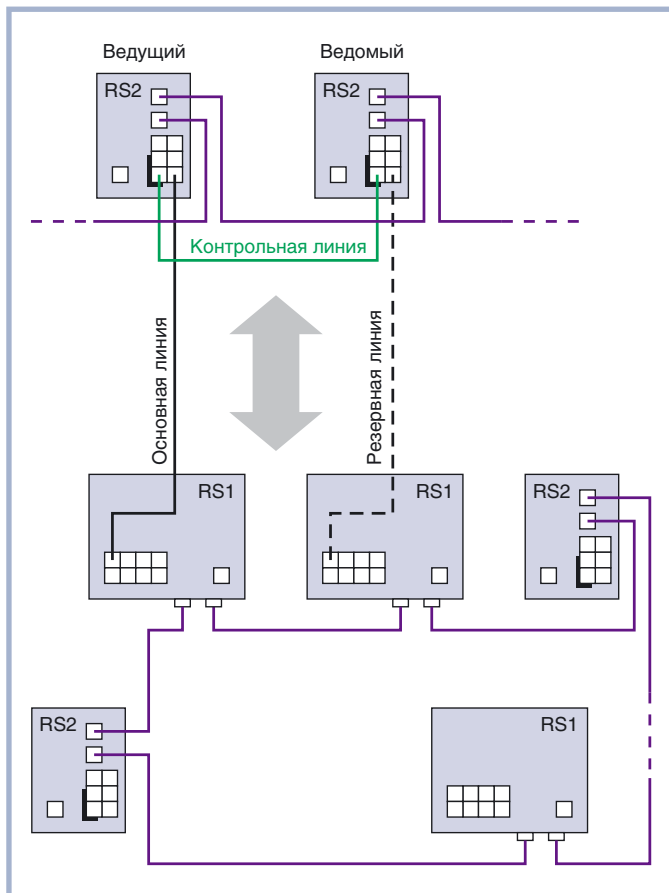 Ведущий
Ведомый
RS2
RS2
Контрольная линия
Основная линия
Резервная линия
RS1
RS1
RS2
RS2
RS1